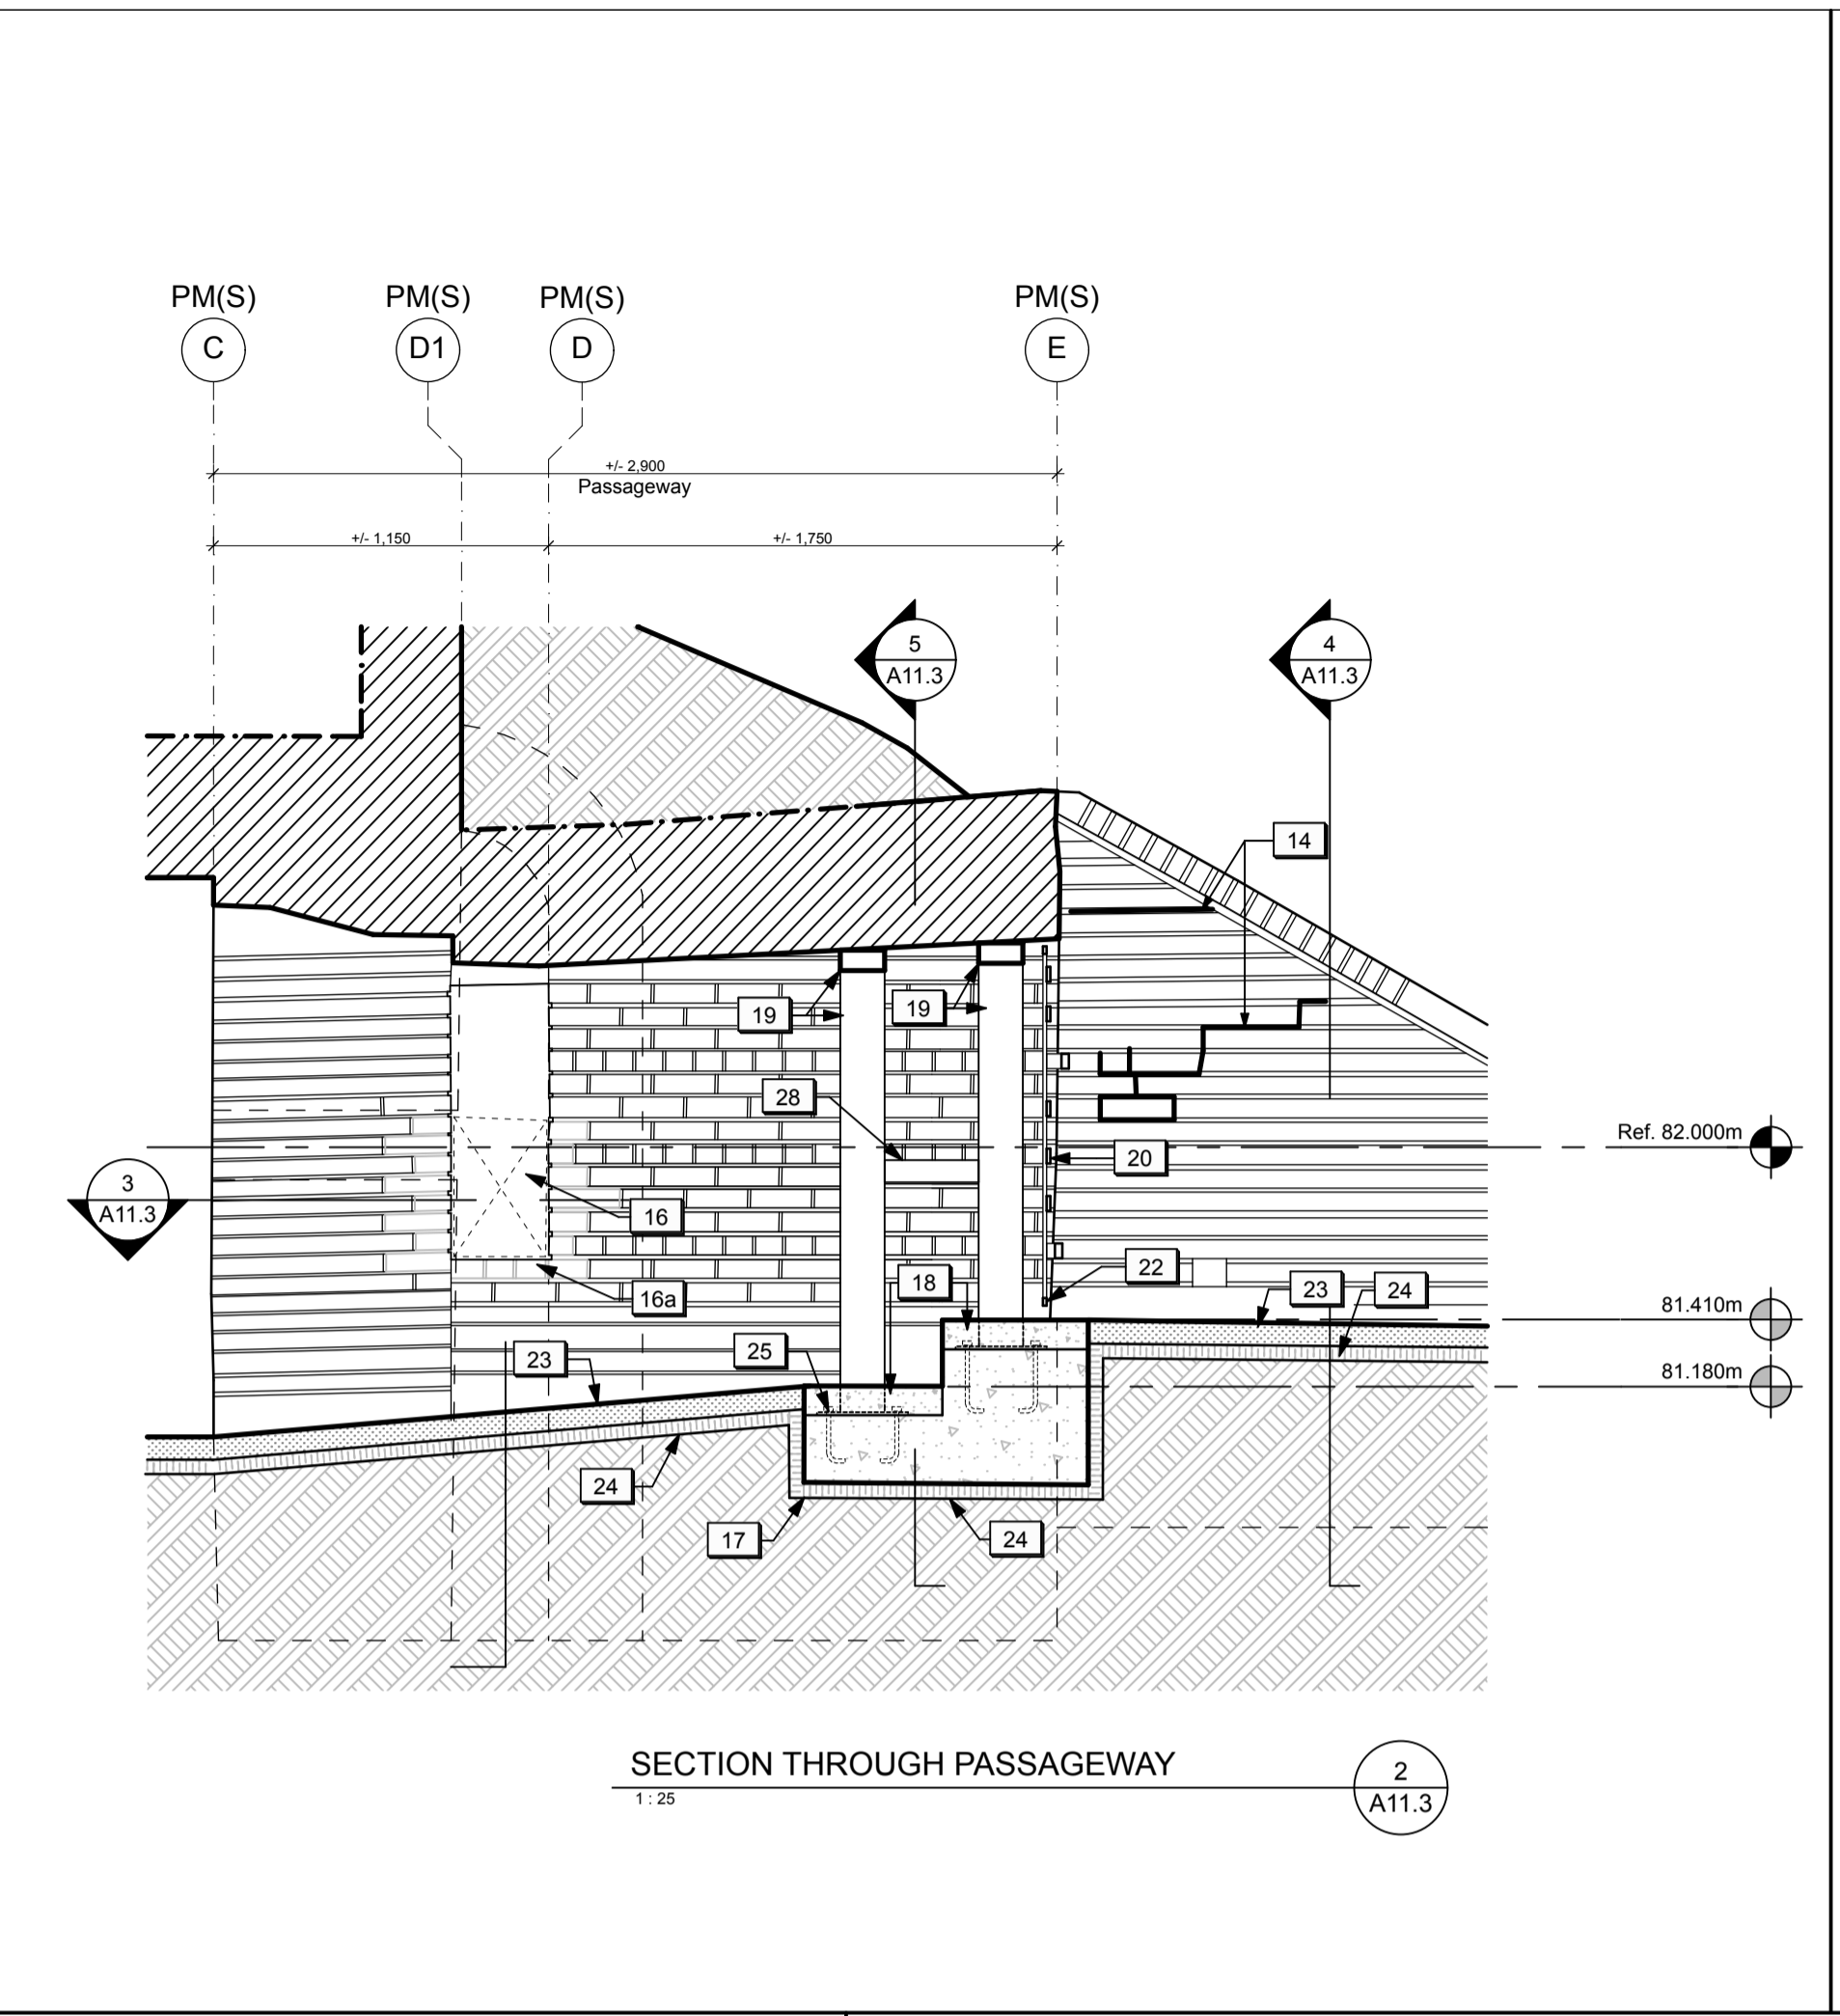 PM(S) PM(S) PM(S) PM(S)
C D1 D E
+/- 2,900
Passageway
+/- 1,150 +/- 1,750
5
A11.3
4
A11.3
14
19 19
28
Ref. 82.000m
20
3
A11.3
16
22
18
23 24
16a
81.410m
25
23
81.180m
24
17 24
SECTION THROUGH PASSAGEWAY
1 : 25
2
A11.3